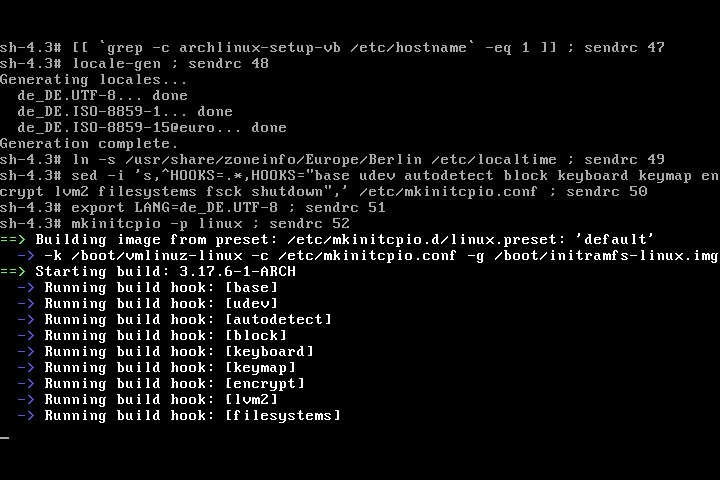 sh-4.3# [[ `grep -c archlinux-setup-vb /etc/hostname` -eq 1 ]] ; sendrc 47
sh-4.3# locale-gen ; sendrc 48
Generating locales...
  de_DE.UTF-8... done
  de_DE.ISO-8859-1... done
  de_DE.ISO-8859-15@euro... done
Generation complete.
sh-4.3# ln -s /usr/share/zoneinfo/Europe/Berlin /etc/localtime ; sendrc 49
sh-4.3# sed -i 's,^HOOKS=.*,HOOKS="base udev autodetect block keyboard keymap en
crypt lvm2 filesystems fsck shutdown",' /etc/mkinitcpio.conf ; sendrc 50
sh-4.3# export LANG=de_DE.UTF-8 ; sendrc 51
sh-4.3# mkinitcpio -p linux ; sendrc 52
==> Building image from preset: /etc/mkinitcpio.d/linux.preset: 'default'
  -> -k /boot/vmlinuz-linux -c /etc/mkinitcpio.conf -g /boot/initramfs-linux.img
==> Starting build: 3.17.6-1-ARCH
  -> Running build hook: [base]
  -> Running build hook: [udev]
  -> Running build hook: [autodetect]
  -> Running build hook: [block]
  -> Running build hook: [keyboard]
  -> Running build hook: [keymap]
  -> Running build hook: [encrypt]
  -> Running build hook: [lvm2]
  -> Running build hook: [filesystems]